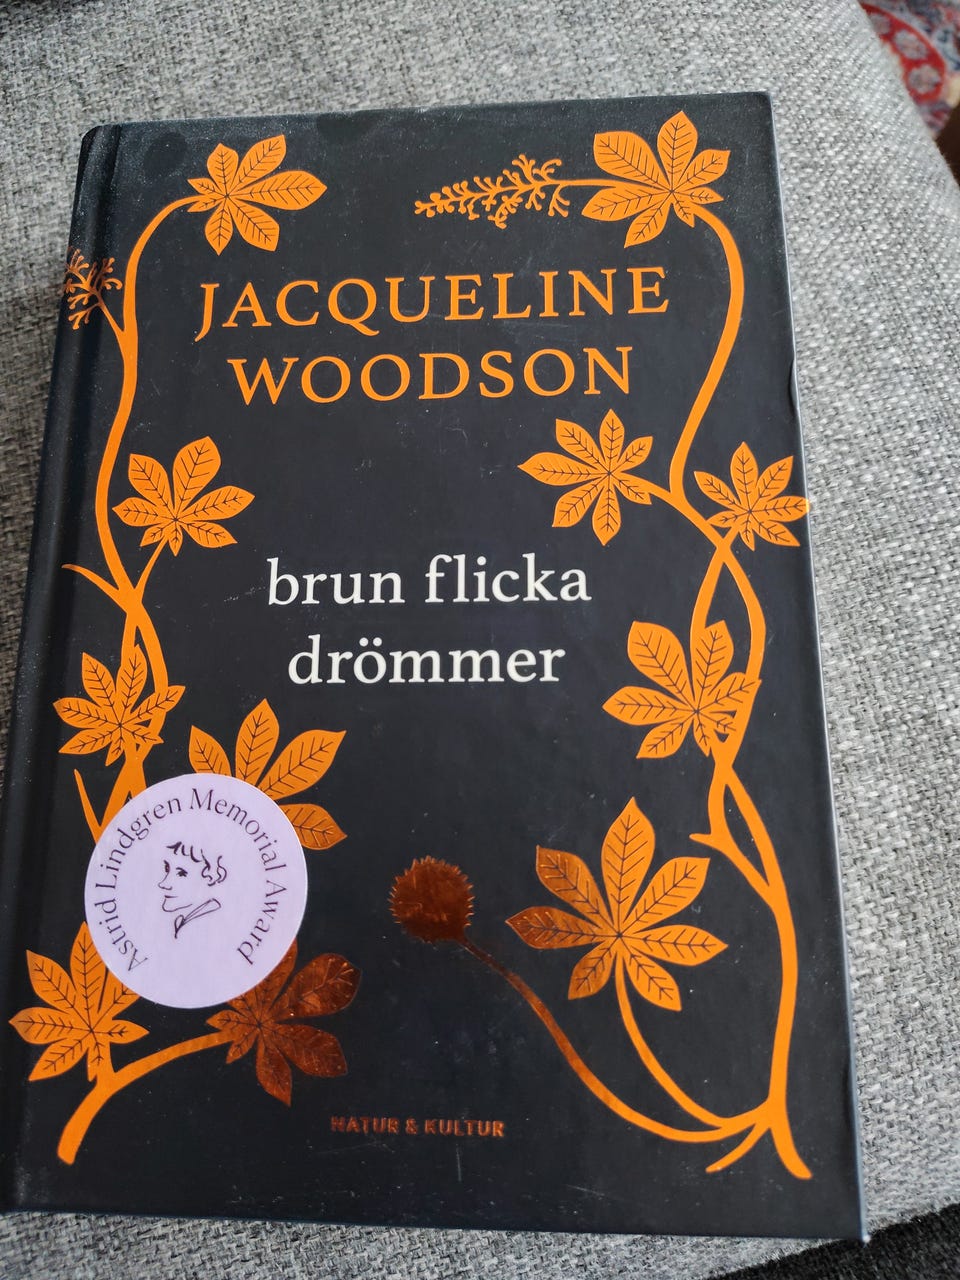 JACQUELINE
WOODSON
brun flicka
drömmer
Astrid Lindgren Memorial Award
NATUR & KULTUR